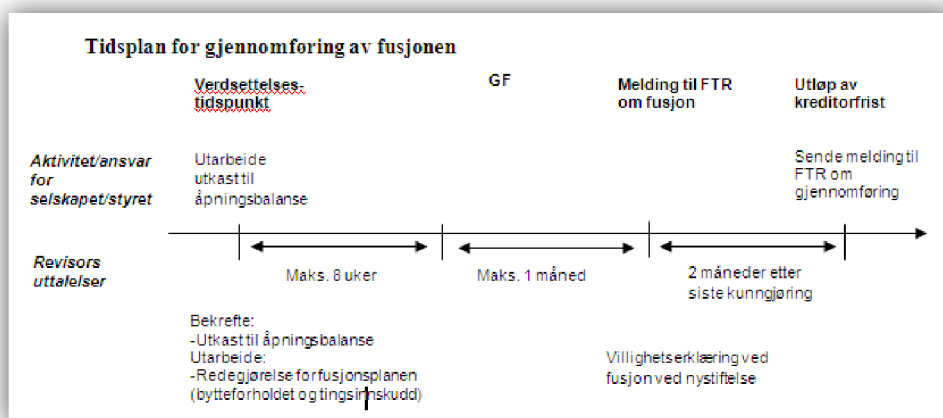 Tidsplan for gjennomføring av fusjonen
Verdsettelses-
tidspunkt
GF
Melding til FTR
om fusjon
Utløp av
kreditorfrist
Aktivitet/ansvar
for
selskapet/styret
Utarbeide
utkast til
åpningsbalanse
Sende melding til
FTR om
gjennomføring
Revisors
uttalelser
Maks. 8 uker
Maks. 1 måned
2 måneder etter
siste kunngjøring
Bekrefte:
-Utkast til åpningsbalanse
Utarbeide:
-Redegjørelse for fusjonsplanen
(bytteforholdet og tingsinnskudd)
Villighetserklæring ved
fusjon ved nystiftelse